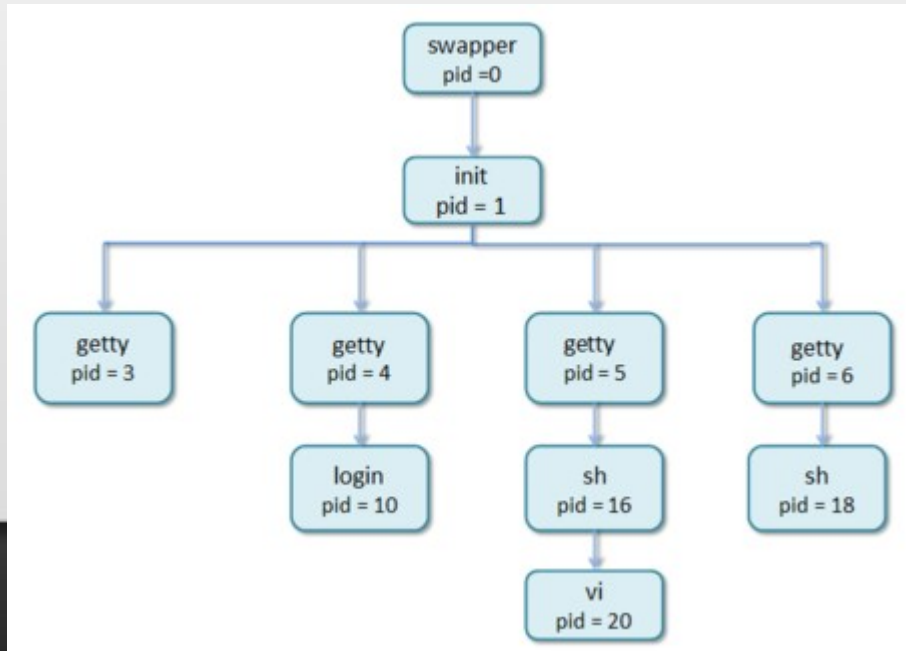 swapper
pid =0
init
pid = 1
getty
pid = 3
getty
pid = 4
getty
pid = 5
getty
pid = 6
login
pid = 10
sh
pid = 16
sh
pid = 18
vi
pid = 20